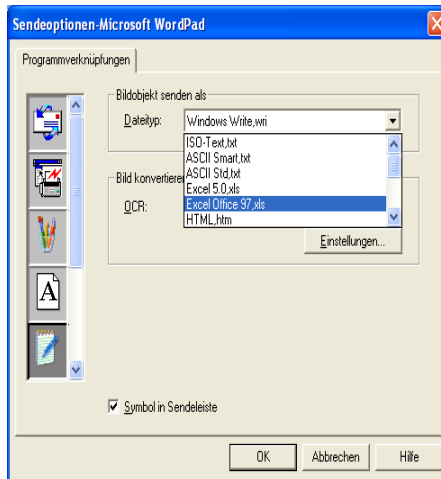 Sendeoptionen-Microsoft WordPad
Programmverknüpfungen
Bildobjekt senden als
Dateityp: Windows Write,wri
ISO-Text,txt
ASCII Smart,txt
ASCII Std,txt
Excel 5.0,xls
Excel Office 97,xls
HTML,htm
Bild konvertieren
OCR:
Einstellungen...
A
Symbol in Sendeleiste
OK Abbrechen Hilfe